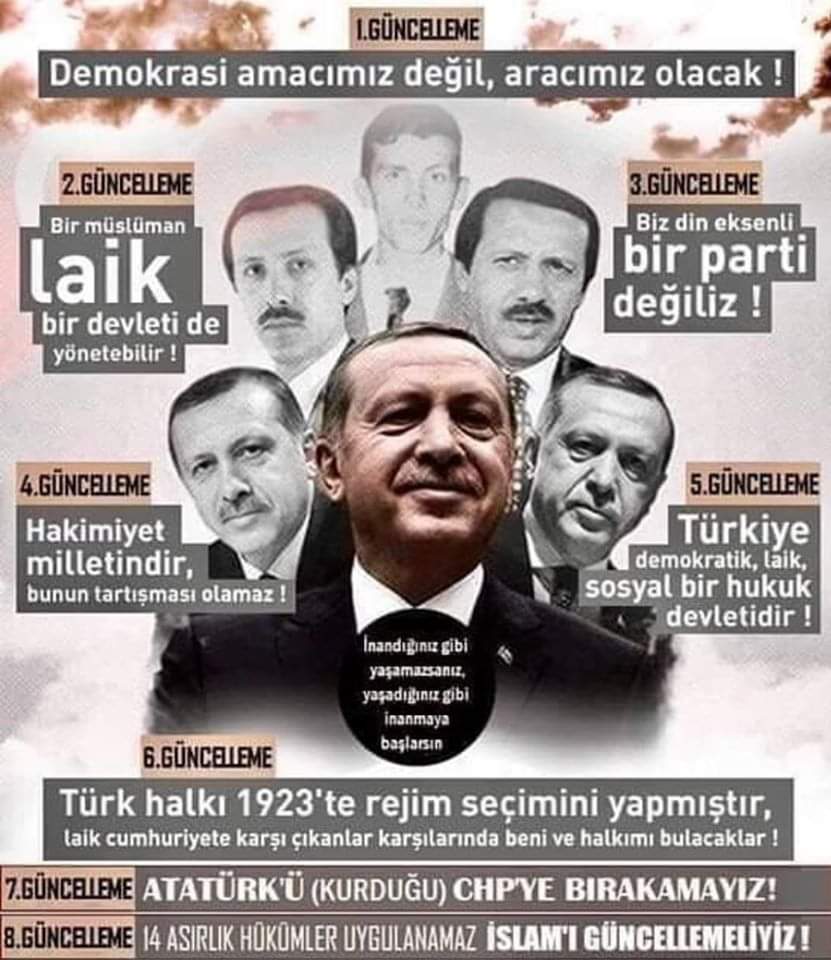 1.GÜNCELLEME
Demokrasi amacımız değil, aracımız olacak !
2.GÜNCELLEME
Bir müslüman
laik
bir devleti de
yönetebilir !
3.GÜNCELLEME
Biz din eksenli
bir parti
değiliz !
4.GÜNCELLEME
Hakimiyet
milletindir,
bunun tartışması olamaz !
5.GÜNCELLEME
Türkiye
demokratik, laik,
sosyal bir hukuk
devletidir !
İnandığınız gibi
yaşamazsanız,
yaşadığınız gibi
inanmaya
başlarsın
6.GÜNCELLEME
Türk halkı 1923'te rejim seçimini yapmıştır,
laik cumhuriyete karşı çıkanlar karşılarında beni ve halkımı bulacaklar !
7.GÜNCELLEME ATATÜRK'Ü (KURDUĞU) CHP'YE BIRAKAMAYIZ!
8.GÜNCELLEME 14 ASIRLIK HÜKÜMLER UYGULANAMAZ İSLAM'I GÜNCELLEMELİYİZ !